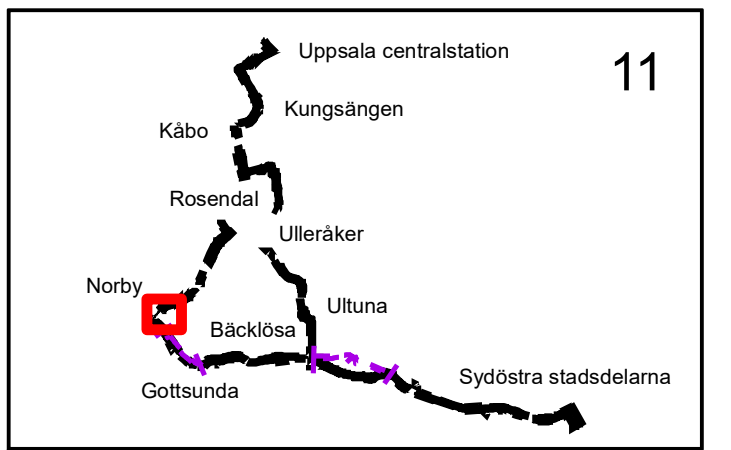 Uppsala centralstation
11
Kungsängen
Kåbo
Rosendal
Ulleråker
Norby
Ultuna
Bäcklösa
Sydöstra stadsdelarna
Gottsunda